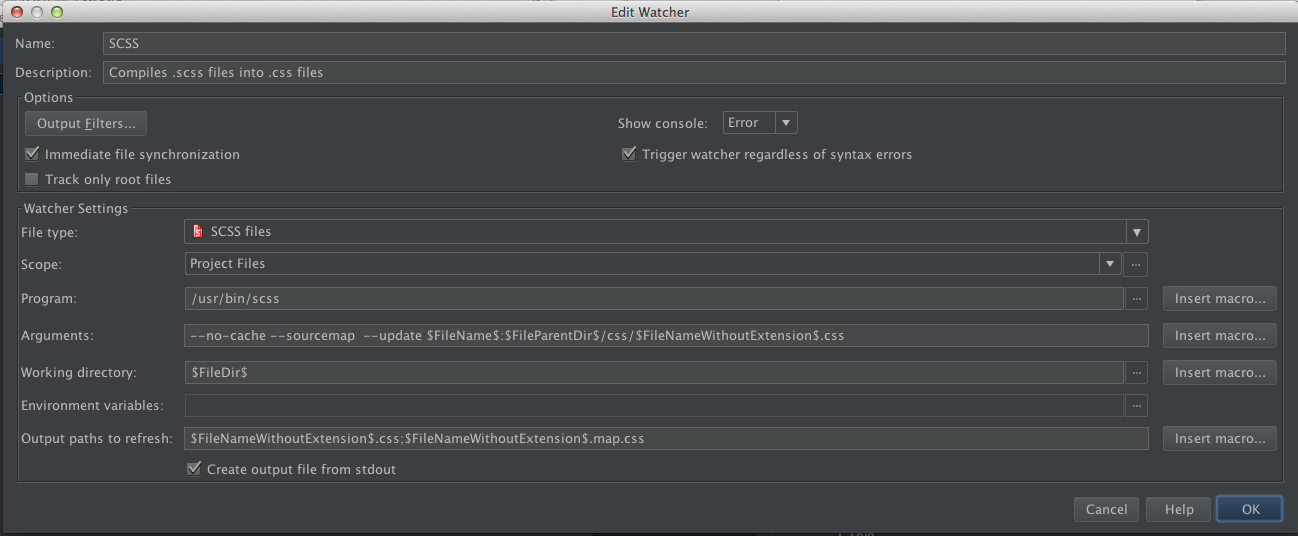 Edit Watcher
Name: SCSS
Description: Compiles .scss files into .css files
Options
Output Filters... Show console: Error
Immediate file synchronization Trigger watcher regardless of syntax errors
Track only root files
Watcher Settings
File type: SCSS files
Scope: Project Files ...
Program: /usr/bin/scss ... Insert macro...
Arguments: --no-cache --sourcemap  --update $FileName$:$FileParentDir$/css/$FileNameWithoutExtension$.css Insert macro...
Working directory: $FileDir$ ... Insert macro...
Environment variables: ...
Output paths to refresh: $FileNameWithoutExtension$.css;$FileNameWithoutExtension$.map.css Insert macro...
Create output file from stdout
Cancel Help OK